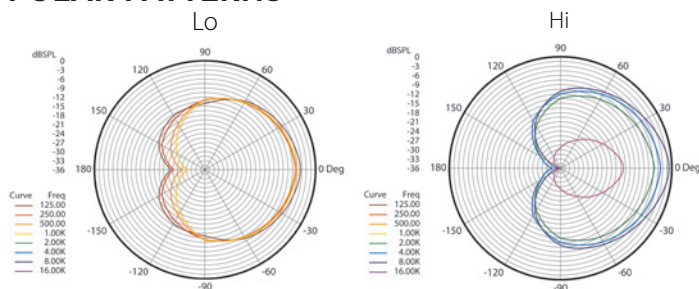 POLAR PATTERNS
Lo
Hi
dBSPL
0
-3
-6
-9
-12
-15
-18
-21
-24
-27
-30
-33
-36
90
120
60
150
30
180
0 Deg
-150
-30
-120
-60
-90
Curve Freq
125.00
250.00
500.00
1.00K
2.00K
4.00K
8.00K
16.00K
dBSPL
0
-3
-6
-9
-12
-15
-18
-21
-24
-27
-30
-33
-36
90
120
60
150
30
180
0 Deg
-150
-30
-120
-60
-90
Curve Freq
125.00
250.00
500.00
1.00K
2.00K
4.00K
8.00K
16.00K